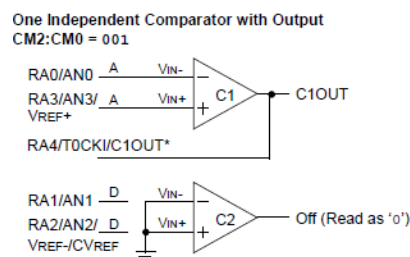 One Independent Comparator with Output
CM2:CM0 = 001
RA0/AN0 A VIN-
RA3/AN3/ A VIN+ C1 C1OUT
VREF+
RA4/T0CKI/C1OUT*
RA1/AN1 D VIN-
RA2/AN2/ D VIN+ C2 Off (Read as '0')
VREF-/CVREF